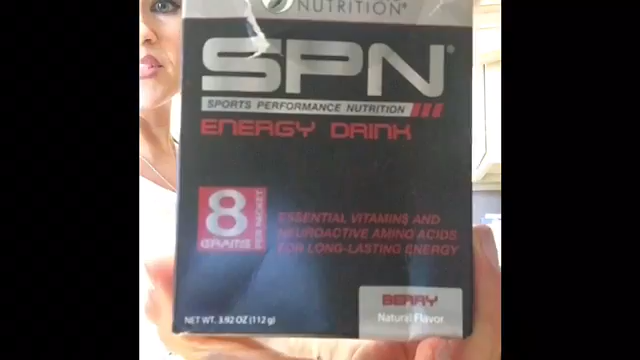 NUTRITION®
SPN®
SPORTS PERFORMANCE NUTRITION
ENERGY DRINK
8
GRAMS
PER PACKET
ESSENTIAL VITAMINS AND
NEUROACTIVE AMINO ACIDS
FOR LONG-LASTING ENERGY
BERRY
Natural Flavor
NET WT. 3.92 OZ (112 g)